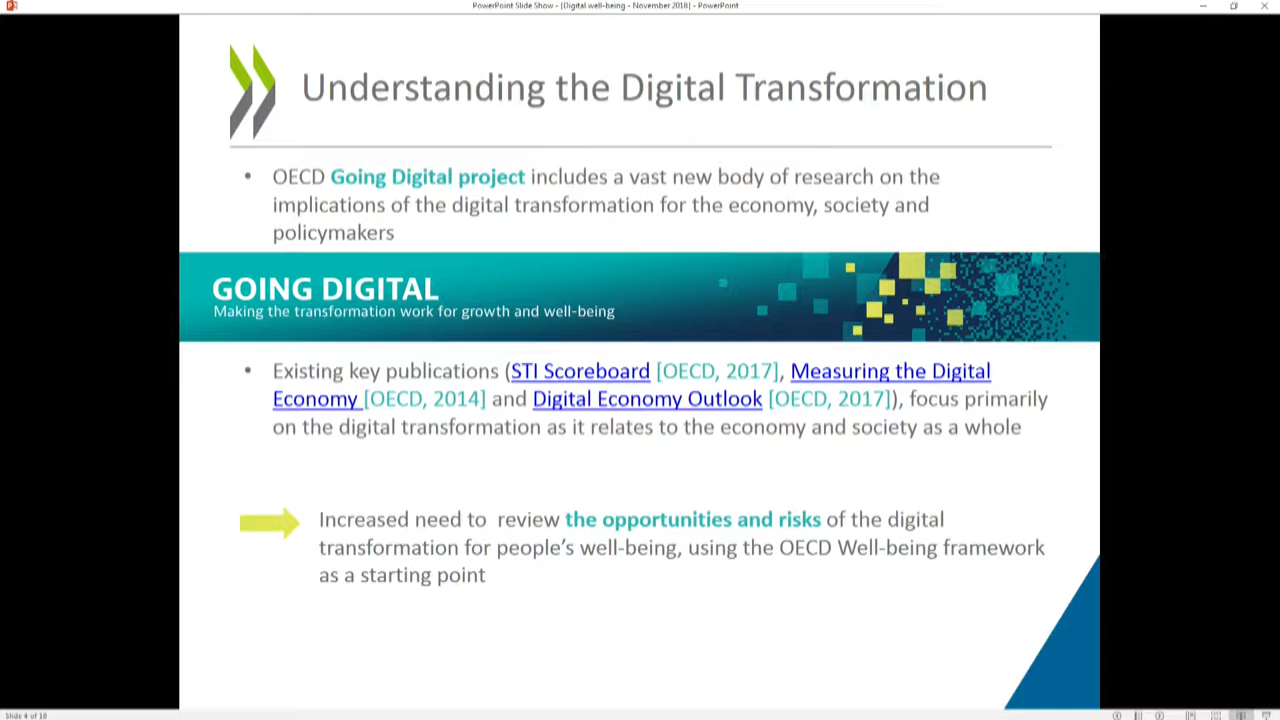 PowerPoint Slide Show - [Digital well-being - November 2018] - PowerPoint
Understanding the Digital Transformation
• OECD Going Digital project includes a vast new body of research on the
implications of the digital transformation for the economy, society and
policymakers
GOING DIGITAL
Making the transformation work for growth and well-being
• Existing key publications (STI Scoreboard [OECD, 2017], Measuring the Digital
Economy [OECD, 2014] and Digital Economy Outlook [OECD, 2017]), focus primarily
on the digital transformation as it relates to the economy and society as a whole
Increased need to review the opportunities and risks of the digital
transformation for people's well-being, using the OECD Well-being framework
as a starting point
Slide 4 of 18